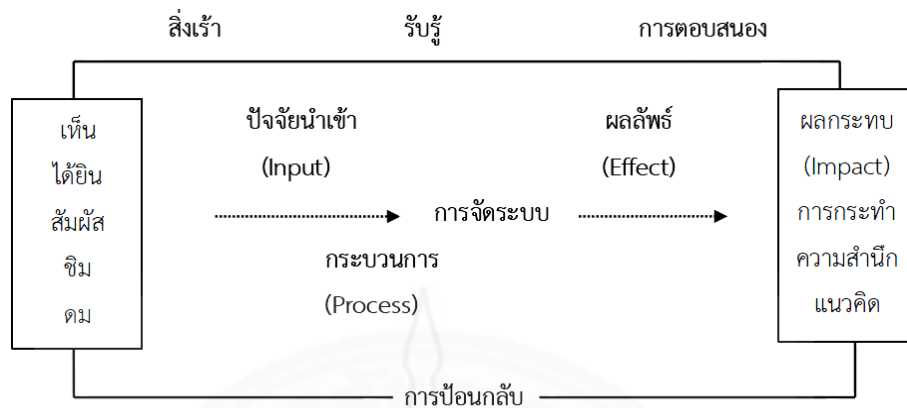 สิ่งเร้า รับรู้ การตอบสนอง
เห็น
ได้ยิน
สัมผัส
ชิม
ดม
ปัจจัยนำเข้า
(Input)
ผลลัพธ์
(Effect)
การจัดระบบ
กระบวนการ
(Process)
ผลกระทบ
(Impact)
การกระทำ
ความสำนึก
แนวคิด
การป้อนกลับ